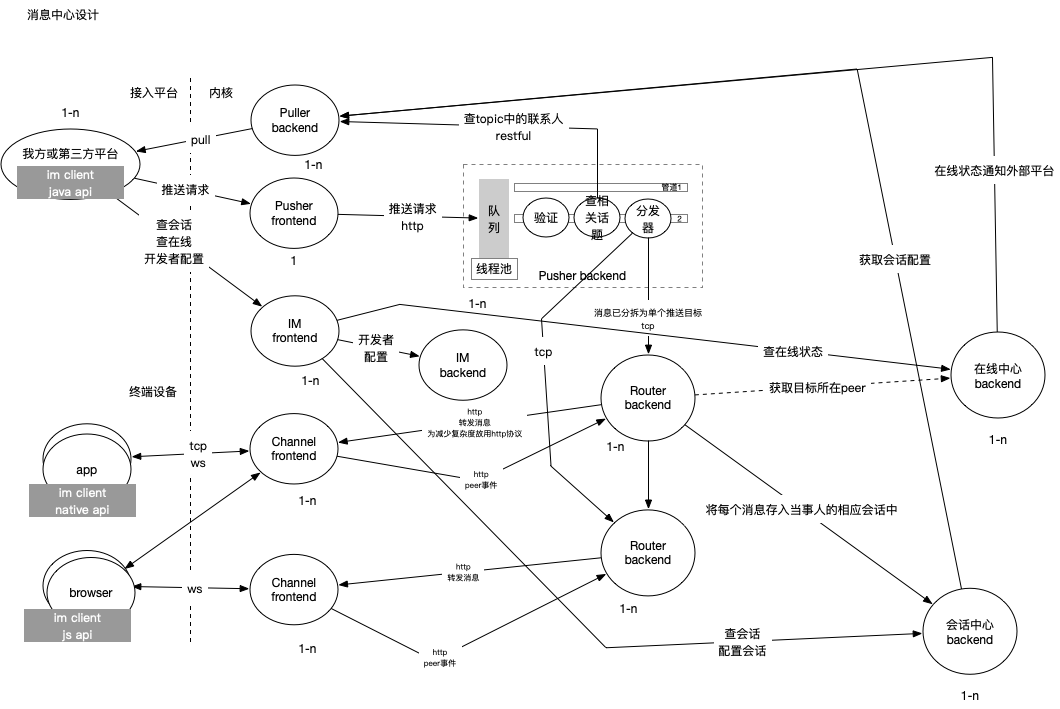 消息中心设计
接入平台
内核
1-n
我方或第三方平台
im client
java api
pull
推送请求
查会话
查在线
开发者配置
Puller
backend
1-n
Pusher
frontend
1
推送请求
http
查topic中的联系人
restful
队
列
线程池
管道1
验证
查相
关话
题
分发
器
2
Pusher backend
1-n
消息已分拆为单个推送目标
tcp
tcp
IM
frontend
1-n
开发者
配置
IM
backend
查在线状态
在线状态通知外部平台
获取会话配置
在线中心
backend
1-n
获取目标所在peer
Router
backend
1-n
终端设备
app
im client
native api
tcp
ws
Channel
frontend
1-n
http
转发消息
为减少复杂度故用http协议
http
peer事件
将每个消息存入当事人的相应会话中
Router
backend
1-n
browser
im client
js api
ws
Channel
frontend
1-n
http
转发消息
http
peer事件
查会话
配置会话
会话中心
backend
1-n